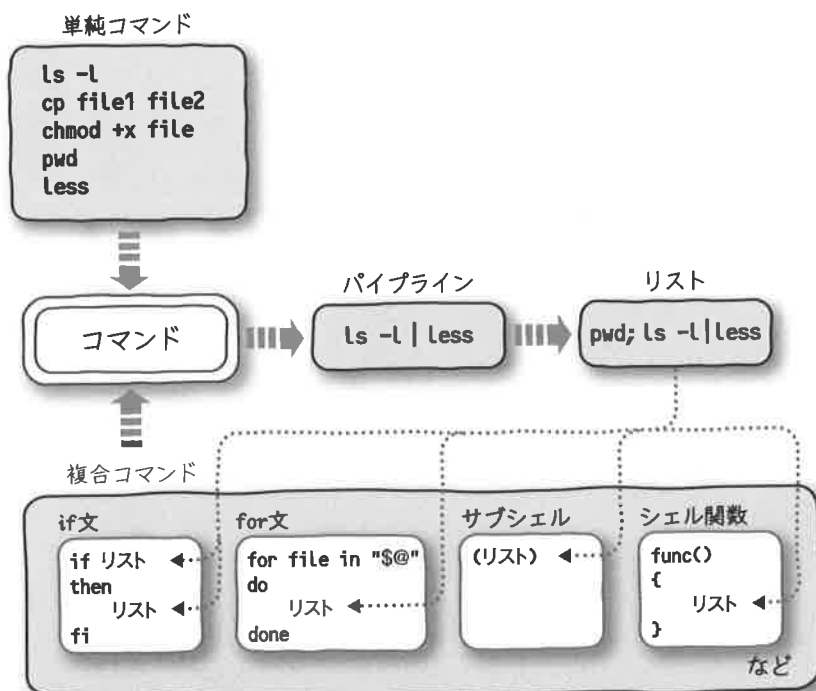 単純コマンド
ls -l
cp file1 file2
chmod +x file
pwd
less
コマンド
パイプライン
ls -l | less
リスト
pwd; ls -l|less
複合コマンド
if文
if リスト
then
リスト
fi
for文
for file in "$@"
do
リスト
done
サブシェル
(リスト)
シェル関数
func()
{
リスト
}
など